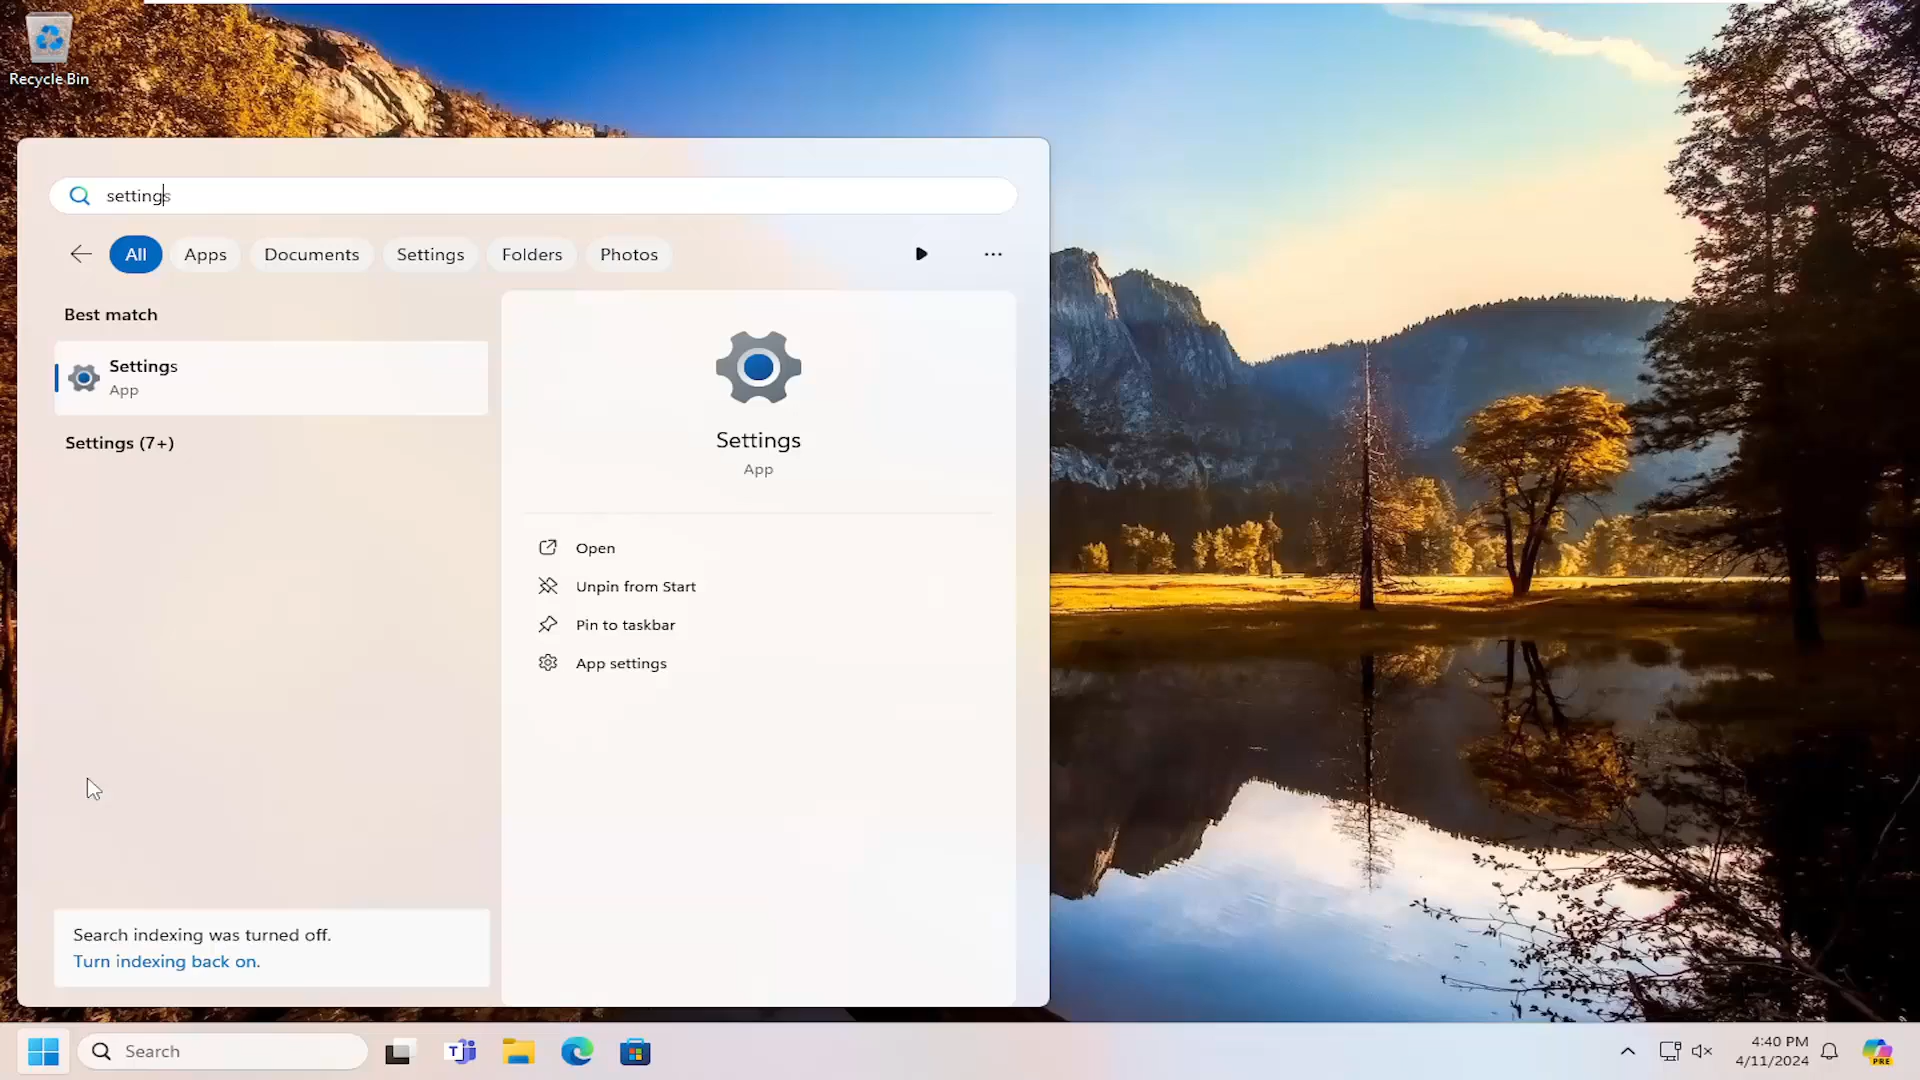 Recycle Bin
settings
All
Apps
Documents
Settings
Folders
Photos
Best match
Settings
App
Settings (7+)
Settings
App
Open
Unpin from Start
Pin to taskbar
App settings
Search indexing was turned off.
Turn indexing back on.
Search
T
4:40 PM
4/11/2024
PRE